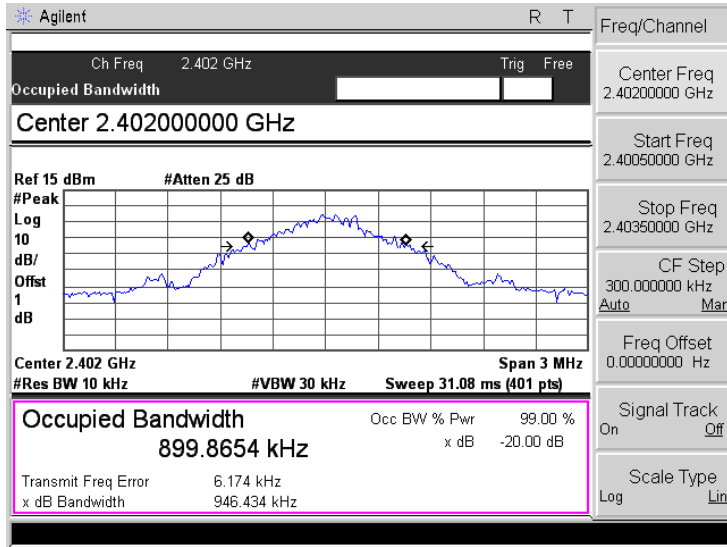 Agilent R T
Ch Freq 2.402 GHz Trig Free
Occupied Bandwidth
Center 2.402000000 GHz
Ref 15 dBm #Atten 25 dB
#Peak
Log
10
dB/
Offst
1
dB
Center 2.402 GHz Span 3 MHz
#Res BW 10 kHz #VBW 30 kHz Sweep 31.08 ms (401 pts)
Occupied Bandwidth
899.8654 kHz
Occ BW % Pwr 99.00 %
x dB -20.00 dB
Transmit Freq Error 6.174 kHz
x dB Bandwidth 946.434 kHz
Freq/Channel
Center Freq
2.40200000 GHz
Start Freq
2.40050000 GHz
Stop Freq
2.40350000 GHz
CF Step
300.000000 kHz
Auto Mar
Freq Offset
0.00000000 Hz
Signal Track
On Off
Scale Type
Log Lin